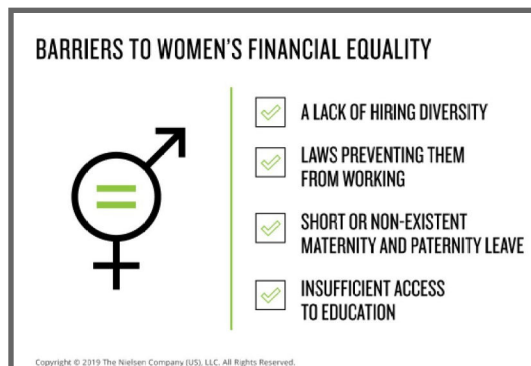 BARRIERS TO WOMEN'S FINANCIAL EQUALITY
A LACK OF HIRING DIVERSITY
LAWS PREVENTING THEM
FROM WORKING
SHORT OR NON-EXISTENT
MATERNITY AND PATERNITY LEAVE
INSUFFICIENT ACCESS
TO EDUCATION
Copyright © 2019 The Nielsen Company (US), LLC. All Rights Reserved.